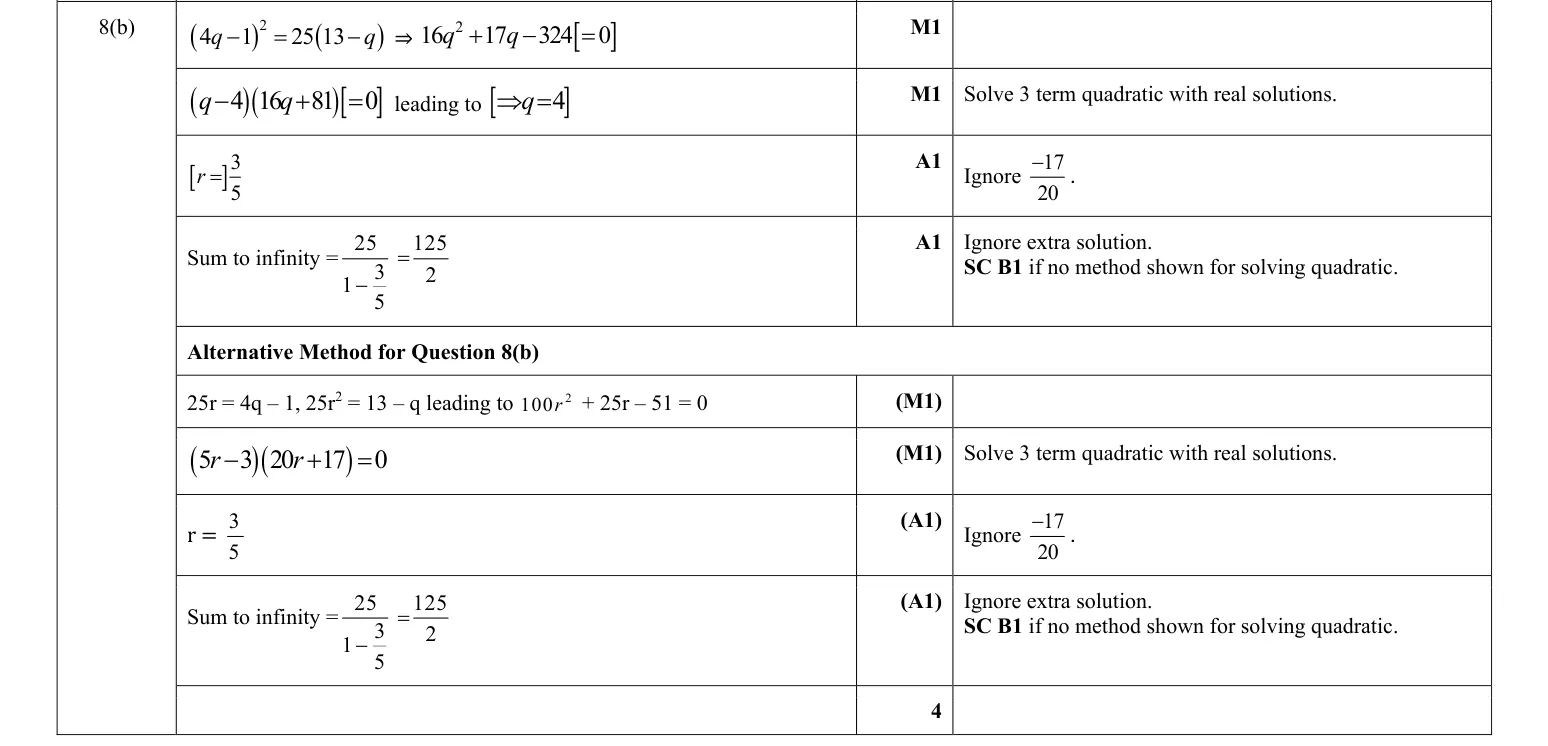 8(b) (4q−1)² = 25(13−q) ⇒ 16q² +17q −324[=0] M1
(q−4)(16q+81)[=0] leading to [⇒q=4] M1 Solve 3 term quadratic with real solutions.
[r =] 3/5 A1 Ignore −17/20 .
Sum to infinity = 25/(1 − 3/5) = 125/2 A1 Ignore extra solution.
SC B1 if no method shown for solving quadratic.
Alternative Method for Question 8(b)
25r = 4q – 1, 25r² = 13 – q leading to 100r² + 25r – 51 = 0 (M1)
(5r−3)(20r+17)=0 (M1) Solve 3 term quadratic with real solutions.
r = 3/5 (A1) Ignore −17/20 .
Sum to infinity = 25/(1 − 3/5) = 125/2 (A1) Ignore extra solution.
SC B1 if no method shown for solving quadratic.
4